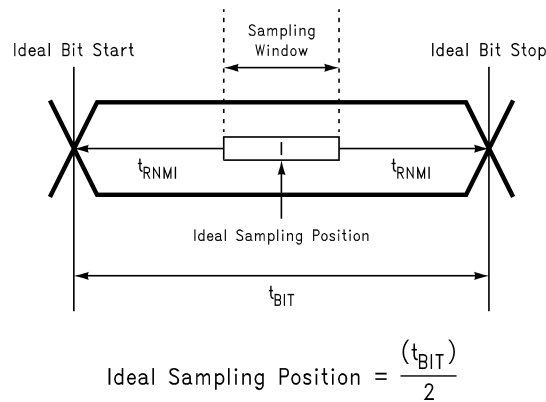 Sampling
Window
Ideal Bit Start
Ideal Bit Stop
tRNMI
tRNMI
Ideal Sampling Position
tBIT
Ideal Sampling Position = (tBIT)
2